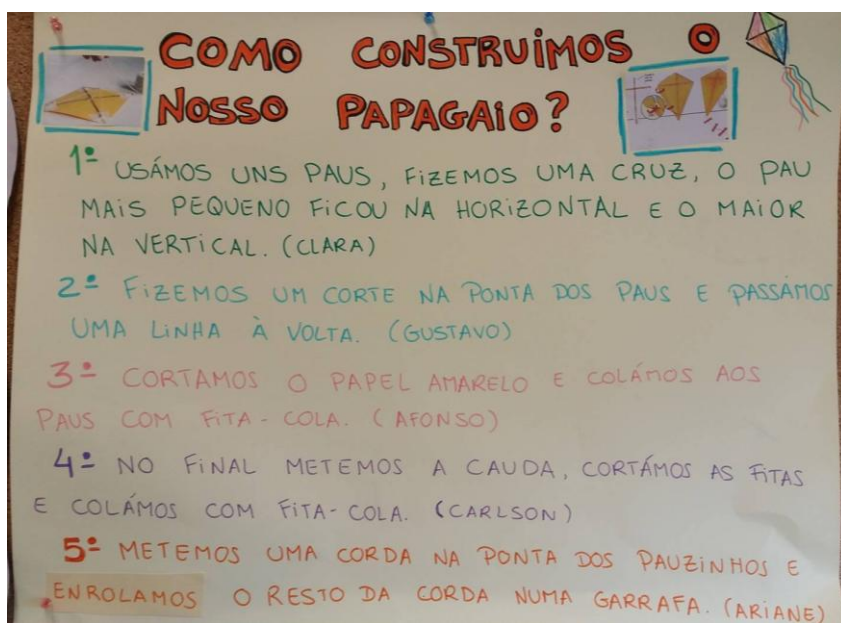 COMO CONSTRUIMOS O
NOSSO PAPAGAIO?
1º USÁMOS UNS PAUS, FIZEMOS UMA CRUZ, O PAU
MAIS PEQUENO FICOU NA HORIZONTAL E O MAIOR
NA VERTICAL. (CLARA)
2º FIZEMOS UM CORTE NA PONTA DOS PAUS E PASSÁMOS
UMA LINHA À VOLTA. (GUSTAVO)
3º CORTAMOS O PAPEL AMARELO E COLÁMOS AOS
PAUS COM FITA-COLA. (AFONSO)
4º NO FINAL METEMOS A CAUDA, CORTÁMOS AS FITAS
E COLÁMOS COM FITA-COLA. (CARLSON)
5º METEMOS UMA CORDA NA PONTA DOS PAUZINHOS E
ENROLAMOS O RESTO DA CORDA NUMA GARRAFA. (ARIANE)